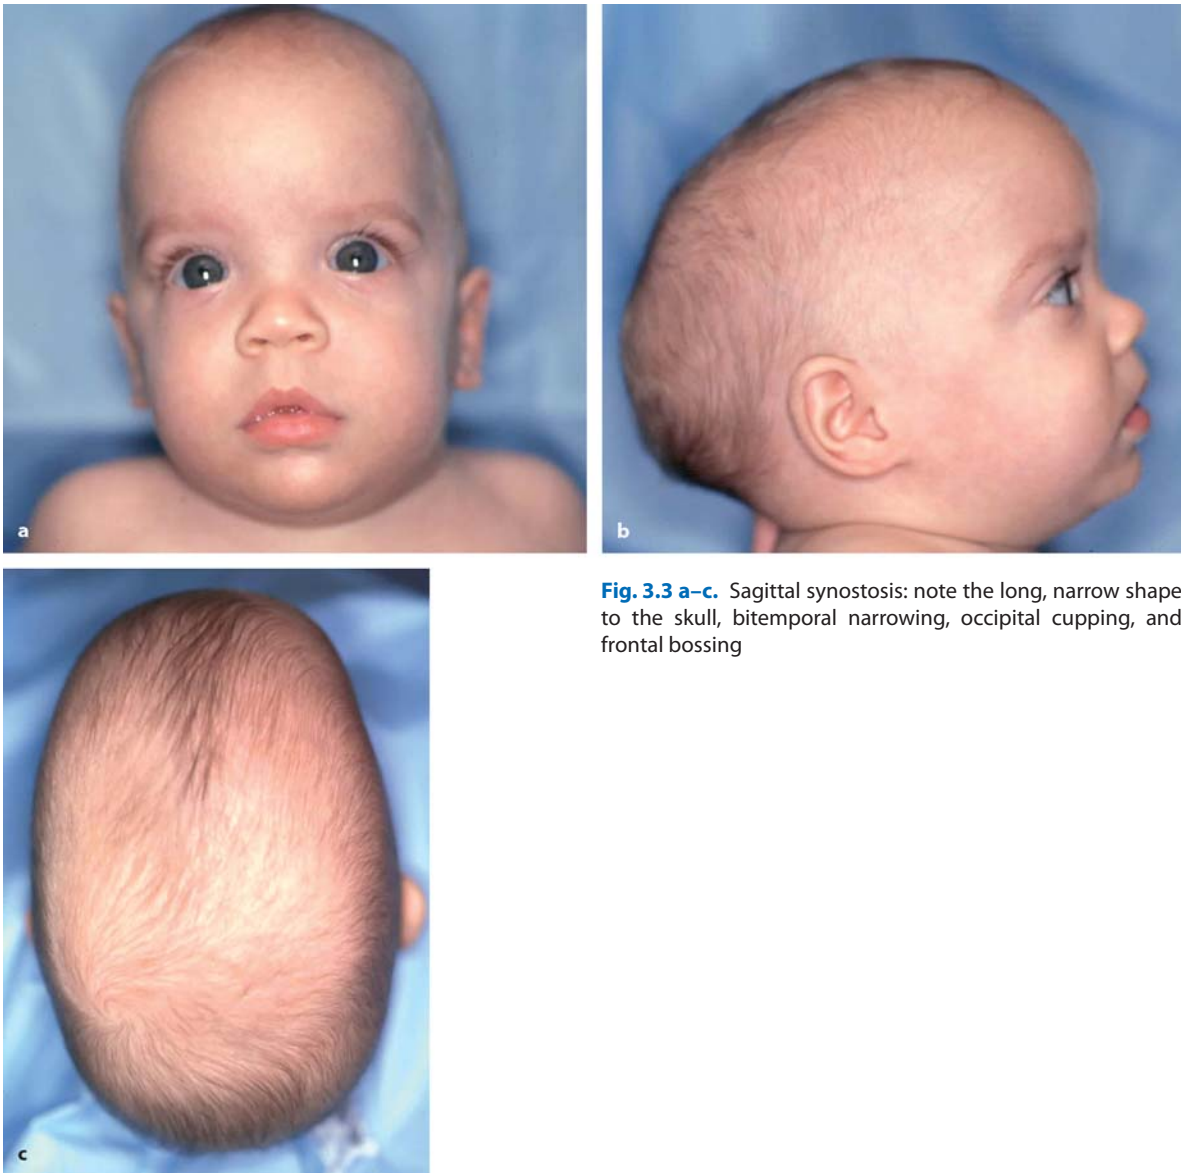 a
b
Fig. 3.3 a–c. Sagittal synostosis: note the long, narrow shape
to the skull, bitemporal narrowing, occipital cupping, and
frontal bossing
c